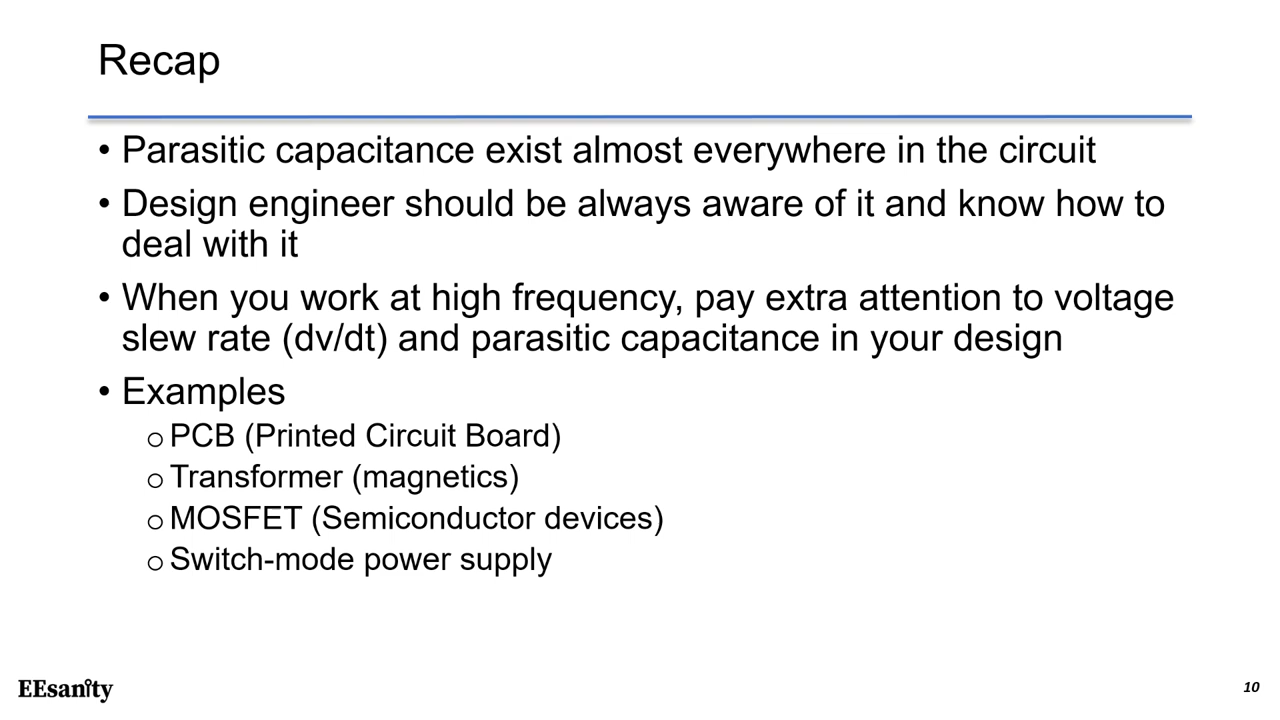 Recap
• Parasitic capacitance exist almost everywhere in the circuit
• Design engineer should be always aware of it and know how to
deal with it
• When you work at high frequency, pay extra attention to voltage
slew rate (dv/dt) and parasitic capacitance in your design
• Examples
o PCB (Printed Circuit Board)
o Transformer (magnetics)
o MOSFET (Semiconductor devices)
o Switch-mode power supply
EEsanity
10